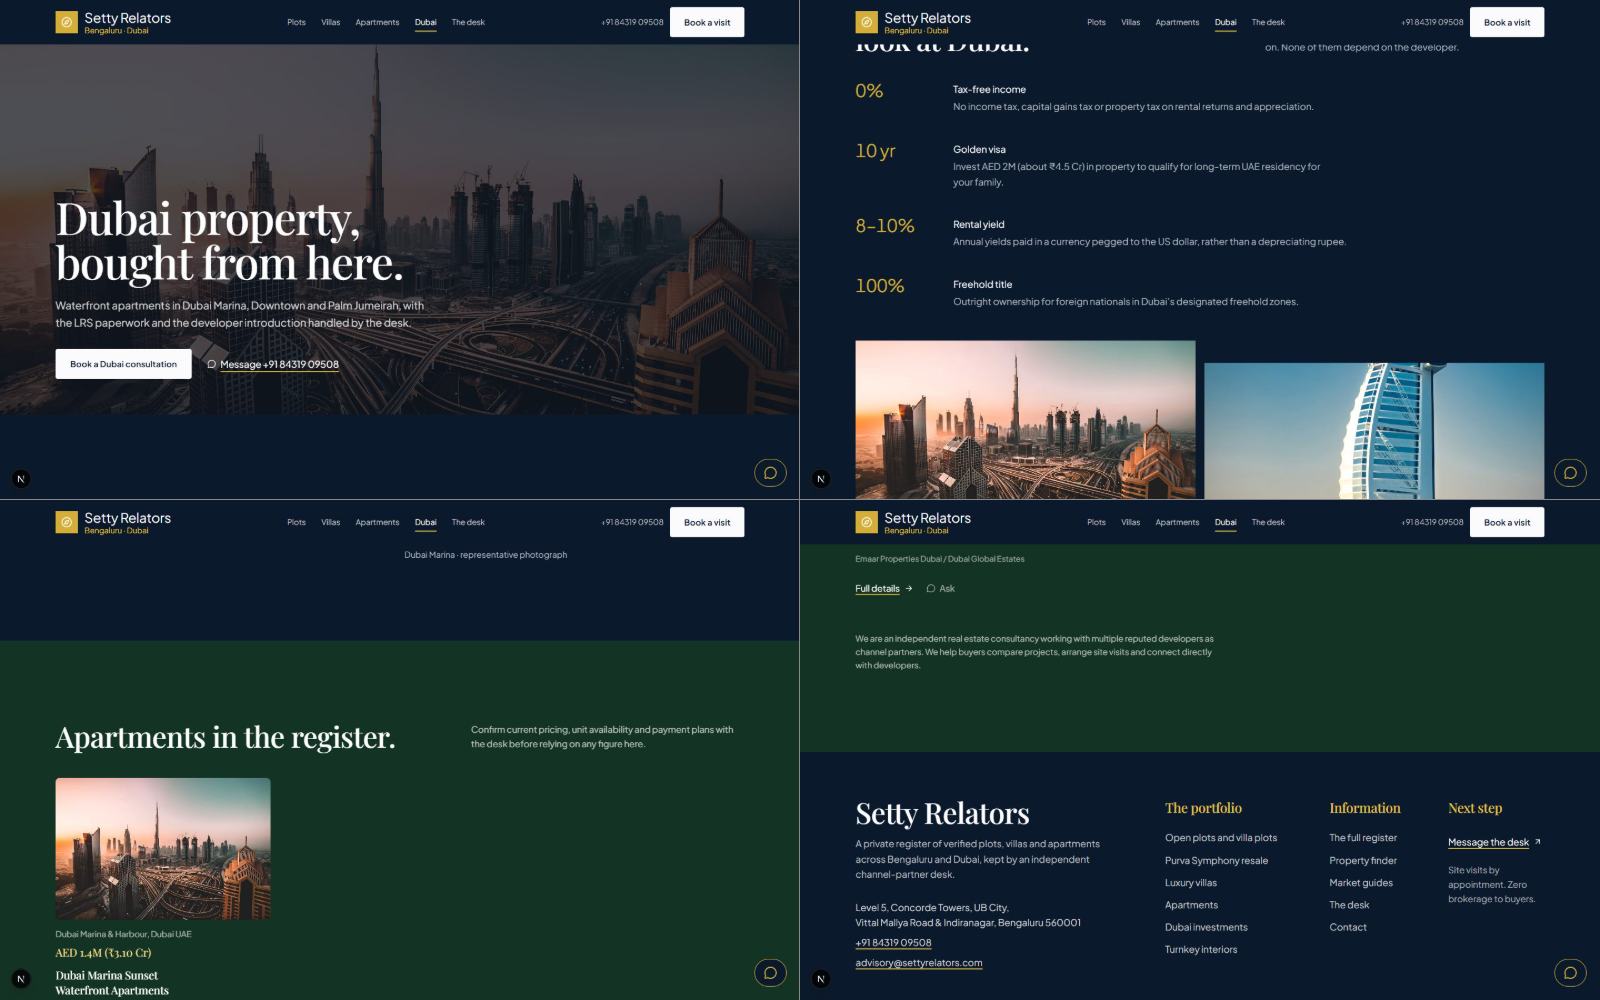 Setty Relators
Bengaluru · Dubai
Plots
Villas
Apartments
Dubai
The desk
+91 84319 09508
Book a visit
Dubai property,
bought from here.
Waterfront apartments in Dubai Marina, Downtown and Palm Jumeirah, with
the LRS paperwork and the developer introduction handled by the desk.
Book a Dubai consultation
Message +91 84319 09508
N
Setty Relators
Bengaluru · Dubai
Plots
Villas
Apartments
Dubai
The desk
+91 84319 09508
Book a visit
look at Dubai.
on. None of them depend on the developer.
0%
Tax-free income
No income tax, capital gains tax or property tax on rental returns and appreciation.
10 yr
Golden visa
Invest AED 2M (about ₹4.5 Cr) in property to qualify for long-term UAE residency for
your family.
8–10%
Rental yield
Annual yields paid in a currency pegged to the US dollar, rather than a depreciating rupee.
100%
Freehold title
Outright ownership for foreign nationals in Dubai's designated freehold zones.
N
Setty Relators
Bengaluru · Dubai
Plots
Villas
Apartments
Dubai
The desk
+91 84319 09508
Book a visit
Dubai Marina · representative photograph
Apartments in the register.
Confirm current pricing, unit availability and payment plans with
the desk before relying on any figure here.
Dubai Marina & Harbour, Dubai UAE
AED 1.4M (₹3.10 Cr)
Dubai Marina Sunset
Waterfront Apartments
N
Setty Relators
Bengaluru · Dubai
Plots
Villas
Apartments
Dubai
The desk
+91 84319 09508
Book a visit
Emaar Properties Dubai / Dubai Global Estates
Full details →
Ask
We are an independent real estate consultancy working with multiple reputed developers as
channel partners. We help buyers compare projects, arrange site visits and connect directly
with developers.
Setty Relators
A private register of verified plots, villas and apartments
across Bengaluru and Dubai, kept by an independent
channel-partner desk.
Level 5, Concorde Towers, UB City,
Vittal Mallya Road & Indiranagar, Bengaluru 560001
+91 84319 09508
advisory@settyrelators.com
The portfolio
Open plots and villa plots
Purva Symphony resale
Luxury villas
Apartments
Dubai investments
Turnkey interiors
Information
The full register
Property finder
Market guides
The desk
Contact
Next step
Message the desk ↗
Site visits by
appointment. Zero
brokerage to buyers.
N